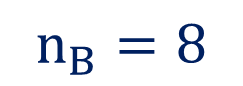 n_B = 8